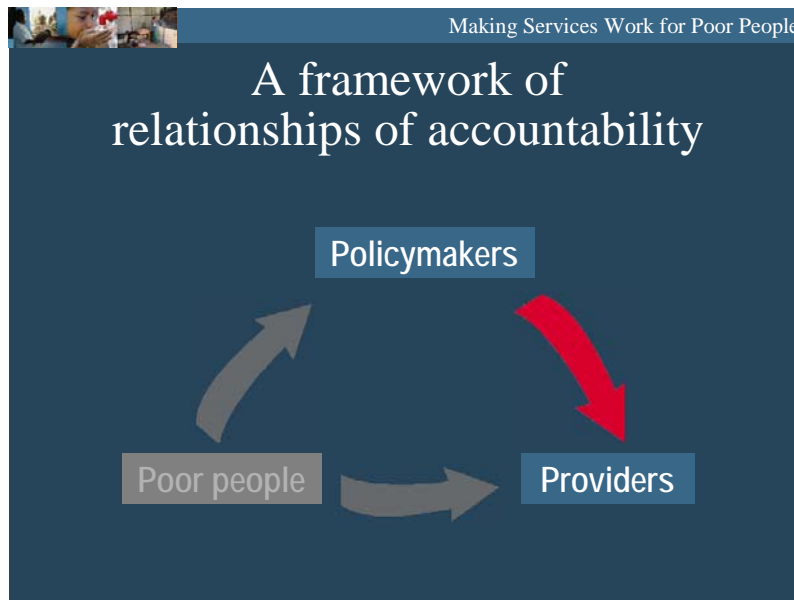 Making Services Work for Poor People
A framework of
relationships of accountability
Policymakers
Poor people
Providers